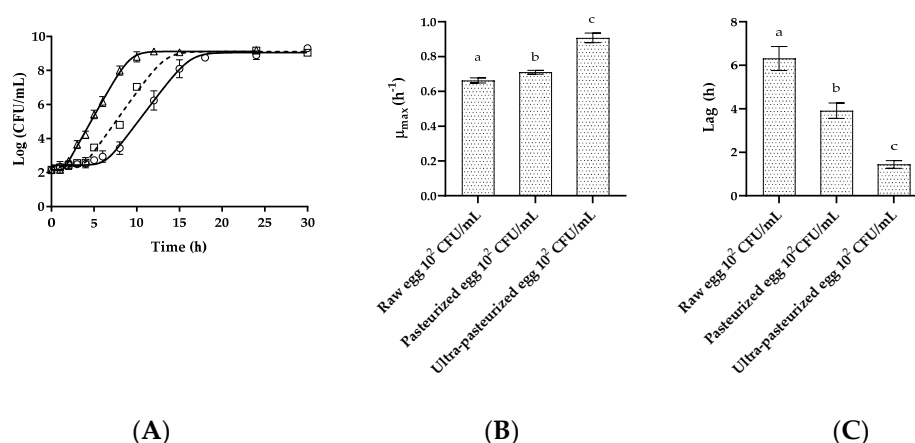 Log (CFU/mL)
10
8
6
4
2
0
0 5 10 15 20 25 30
Time (h)
(A)
μmax (h⁻¹)
1.0
0.8
0.6
0.4
0.2
0.0
a
b
c
Raw egg 10² CFU/mL
Pasteurized egg 10² CFU/mL
Ultra-pasteurized egg 10² CFU/mL
(B)
Lag (h)
8
6
4
2
0
a
b
c
Raw egg 10² CFU/mL
Pasteurized egg 10²CFU/mL
Ultra-pasteurized egg 10² CFU/mL
(C)